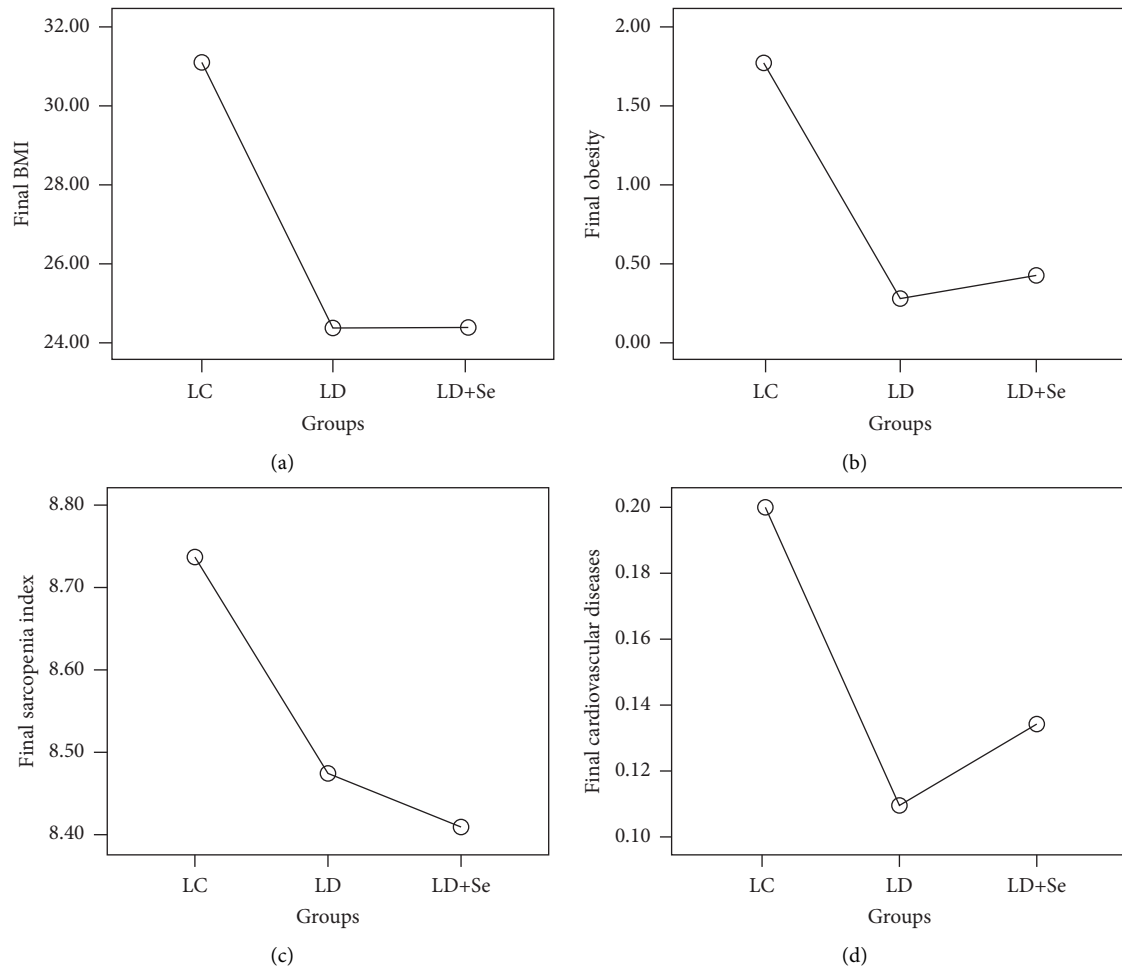 32.00
30.00
28.00
26.00
24.00
Final BMI
LC
LD
LD+Se
Groups
(a)
2.00
1.50
1.00
0.50
0.00
Final obesity
LC
LD
LD+Se
Groups
(b)
8.80
8.70
8.60
8.50
8.40
Final sarcopenia index
LC
LD
LD+Se
Groups
(c)
0.20
0.18
0.16
0.14
0.12
0.10
Final cardiovascular diseases
LC
LD
LD+Se
Groups
(d)